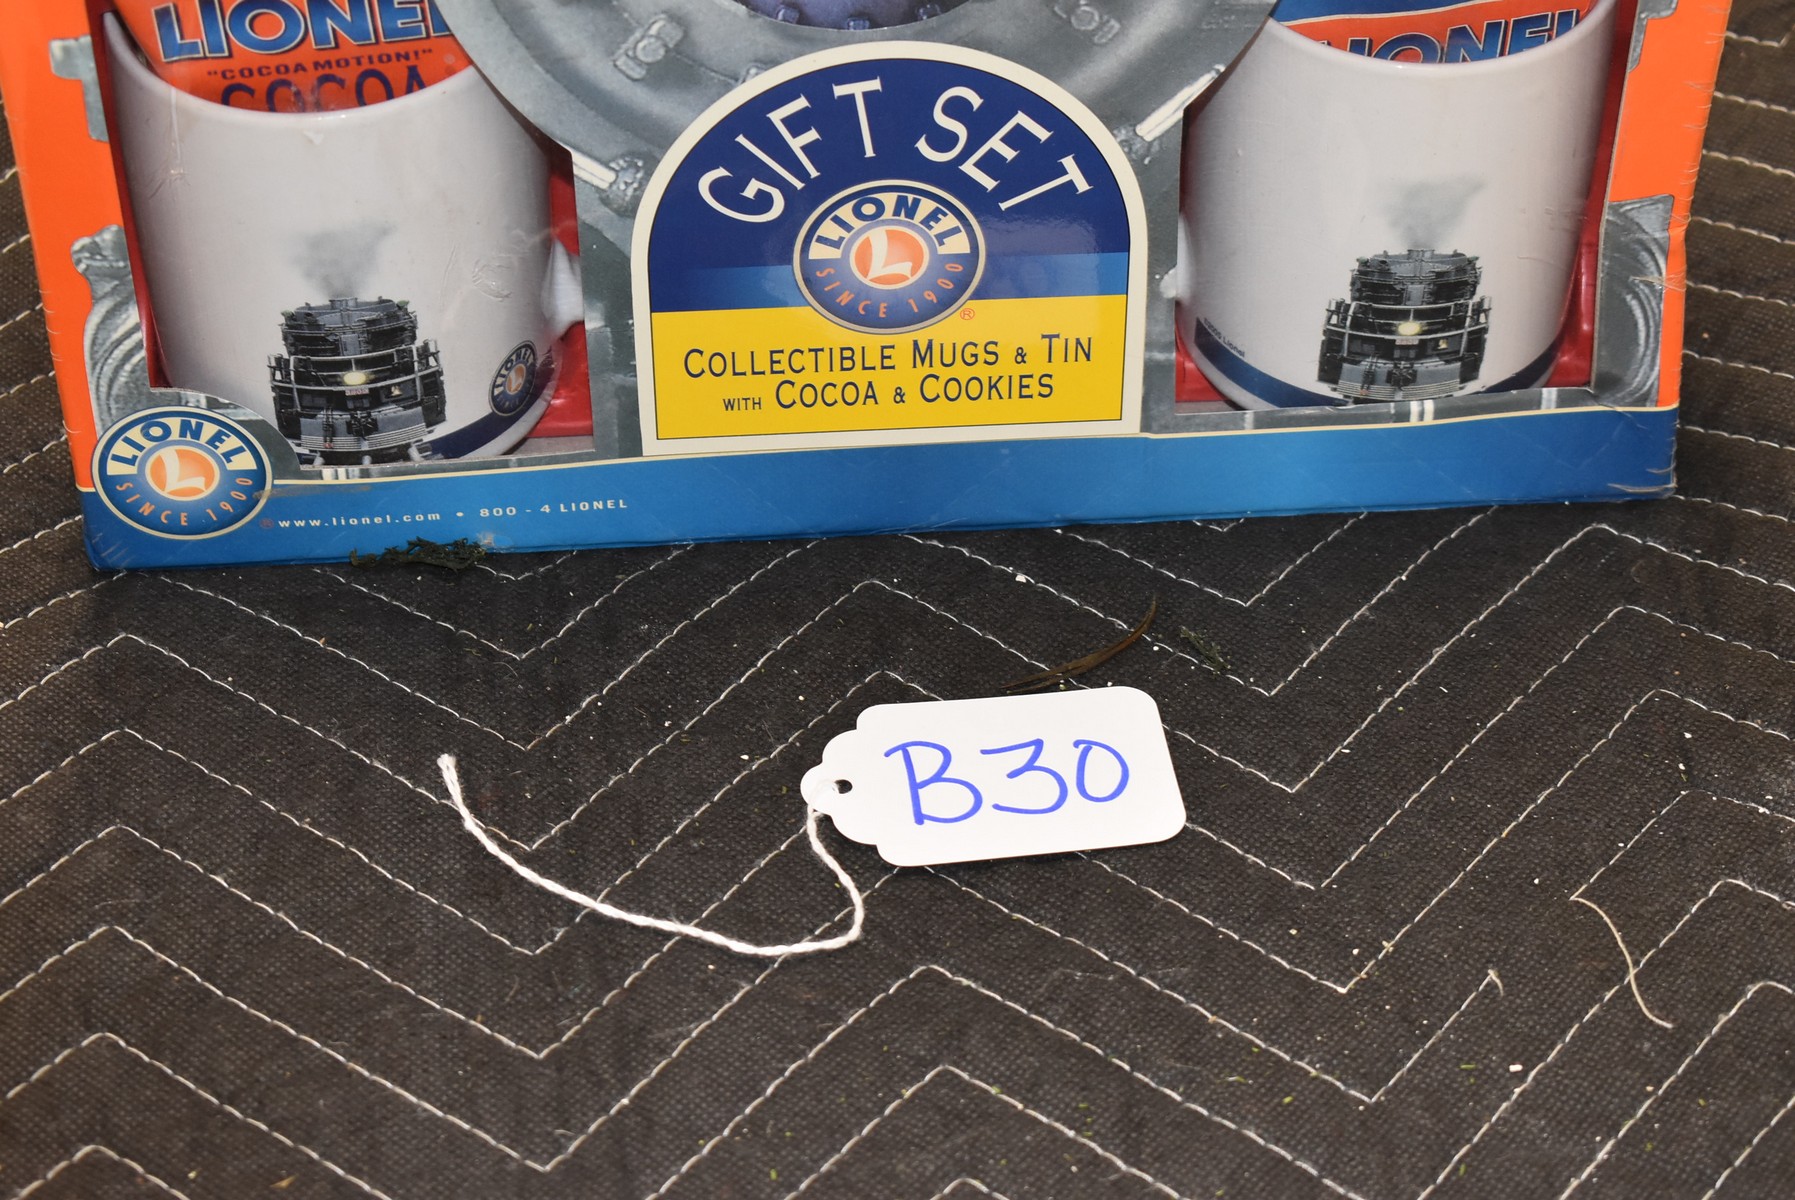 LIONEL
"COCOA MOTION!"
COCOA
LIONEL
GIFT SET
LIONEL
L
SINCE 1900
®
COLLECTIBLE MUGS & TIN
WITH COCOA & COOKIES
LIONEL
L
SINCE 1900
® www.lionel.com • 800 - 4 LIONEL
B30